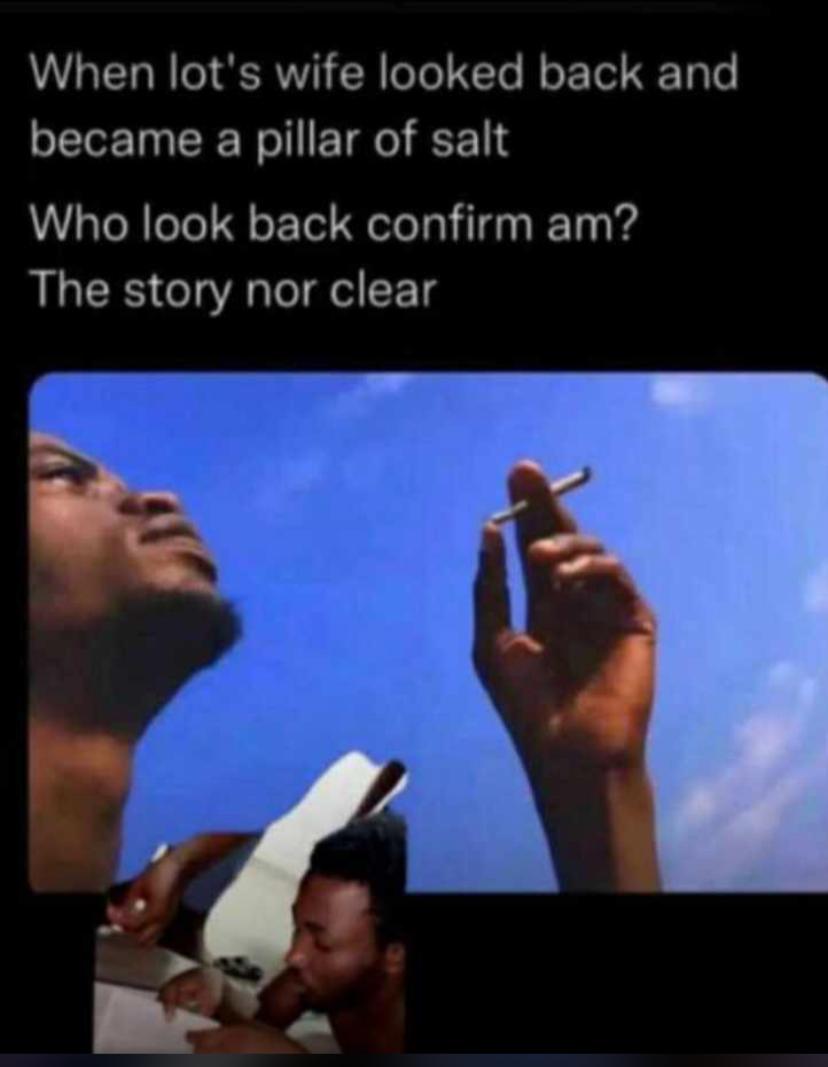 When lot's wife looked back and
became a pillar of salt
Who look back confirm am?
The story nor clear